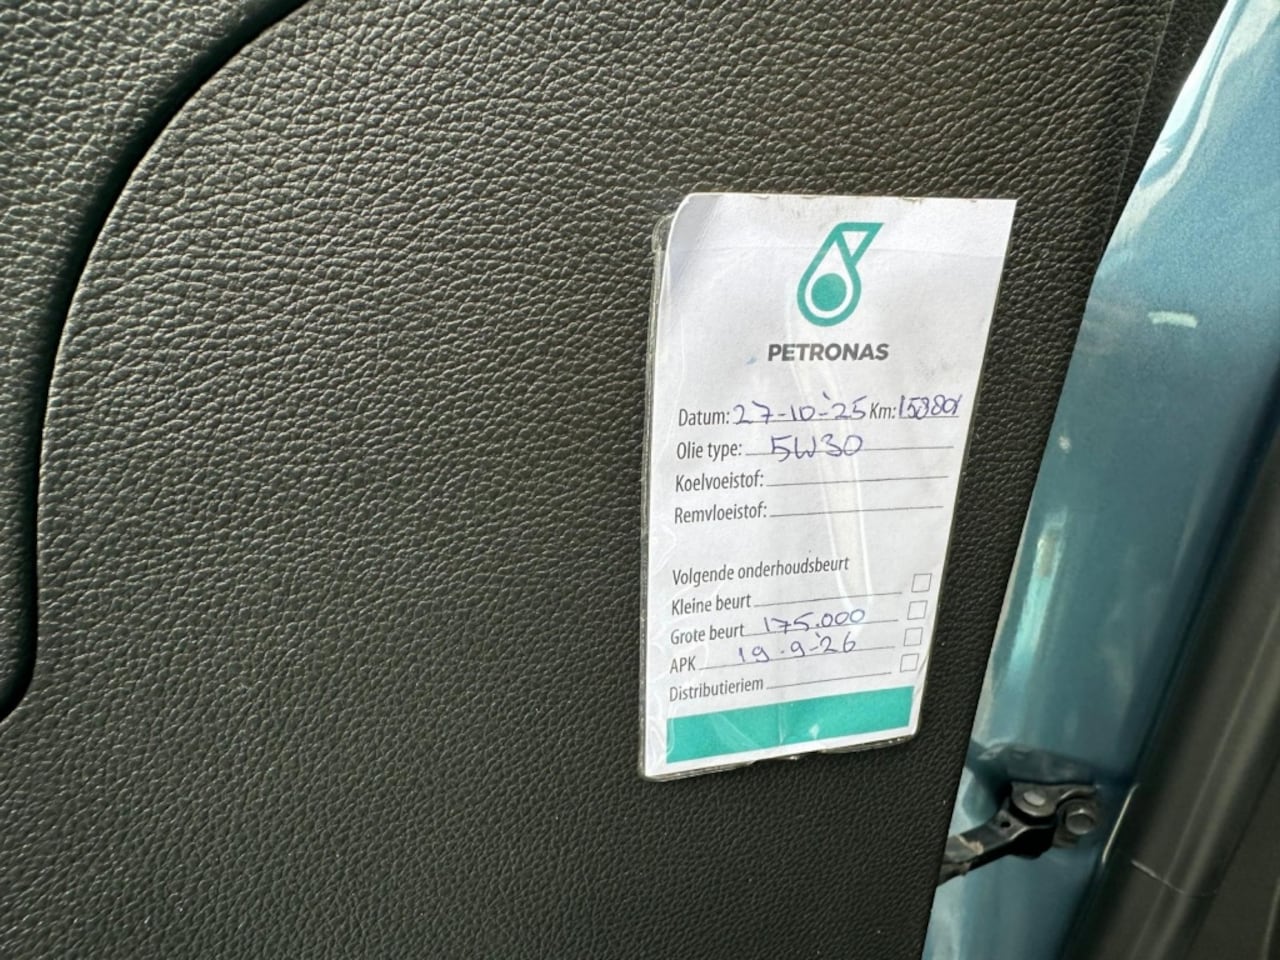 PETRONAS
Datum: 27-10-'25 Km: 159801
Olie type: 5W30
Koelvoeistof:
Remvloeistof:
Volgende onderhoudsbeurt
Kleine beurt
Grote beurt 175.000
APK 19-9-'26
Distributieriem